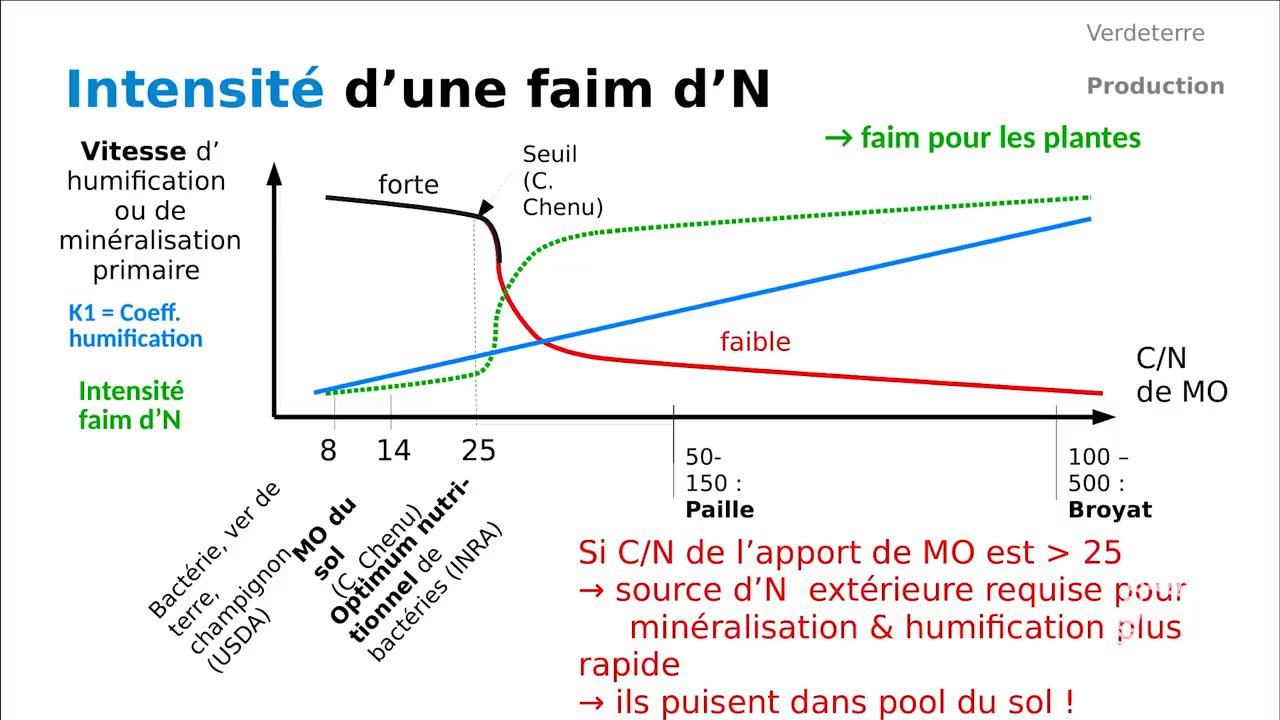 Verdeterre
Production
Intensité d’une faim d’N
→ faim pour les plantes
Vitesse d’
humification
ou de
minéralisation
primaire
K1 = Coeff.
humification
Intensité
faim d’N
forte
Seuil
(C.
Chenu)
faible
C/N
de MO
8
14
25
50-
150 :
Paille
100 –
500 :
Broyat
Bactérie, ver de
terre,
champignon
(USDA)
MO du
sol
(C. Chenu)
Optimum nutri-
tionnel de
bactéries (INRA)
Si C/N de l’apport de MO est > 25
→ source d’N extérieure requise pour
minéralisation & humification plus
rapide
→ ils puisent dans pool du sol !